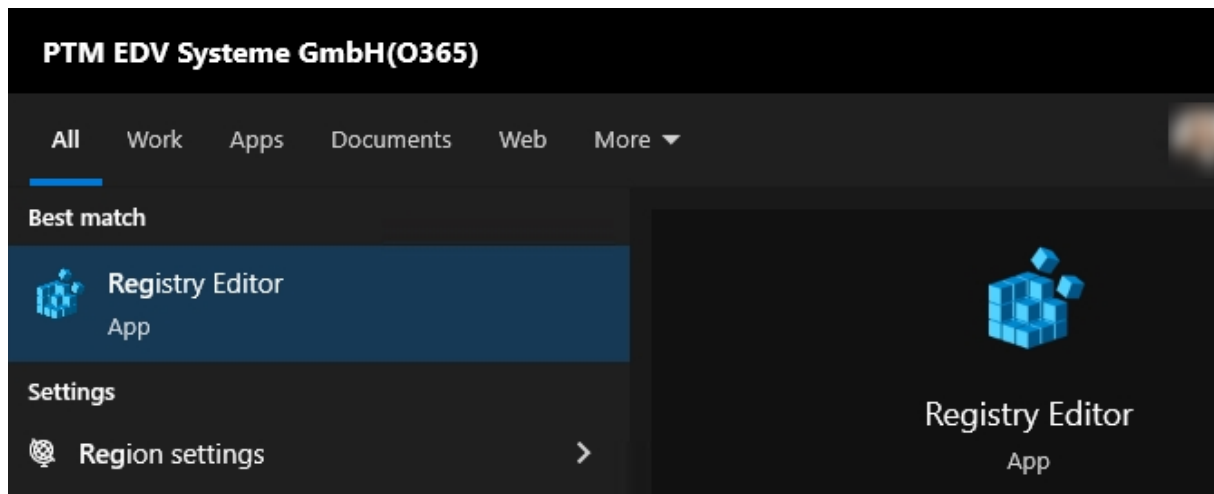 PTM EDV Systeme GmbH(O365)
All Work Apps Documents Web More
Best match
Registry Editor
App
Settings
Region settings
Registry Editor
App